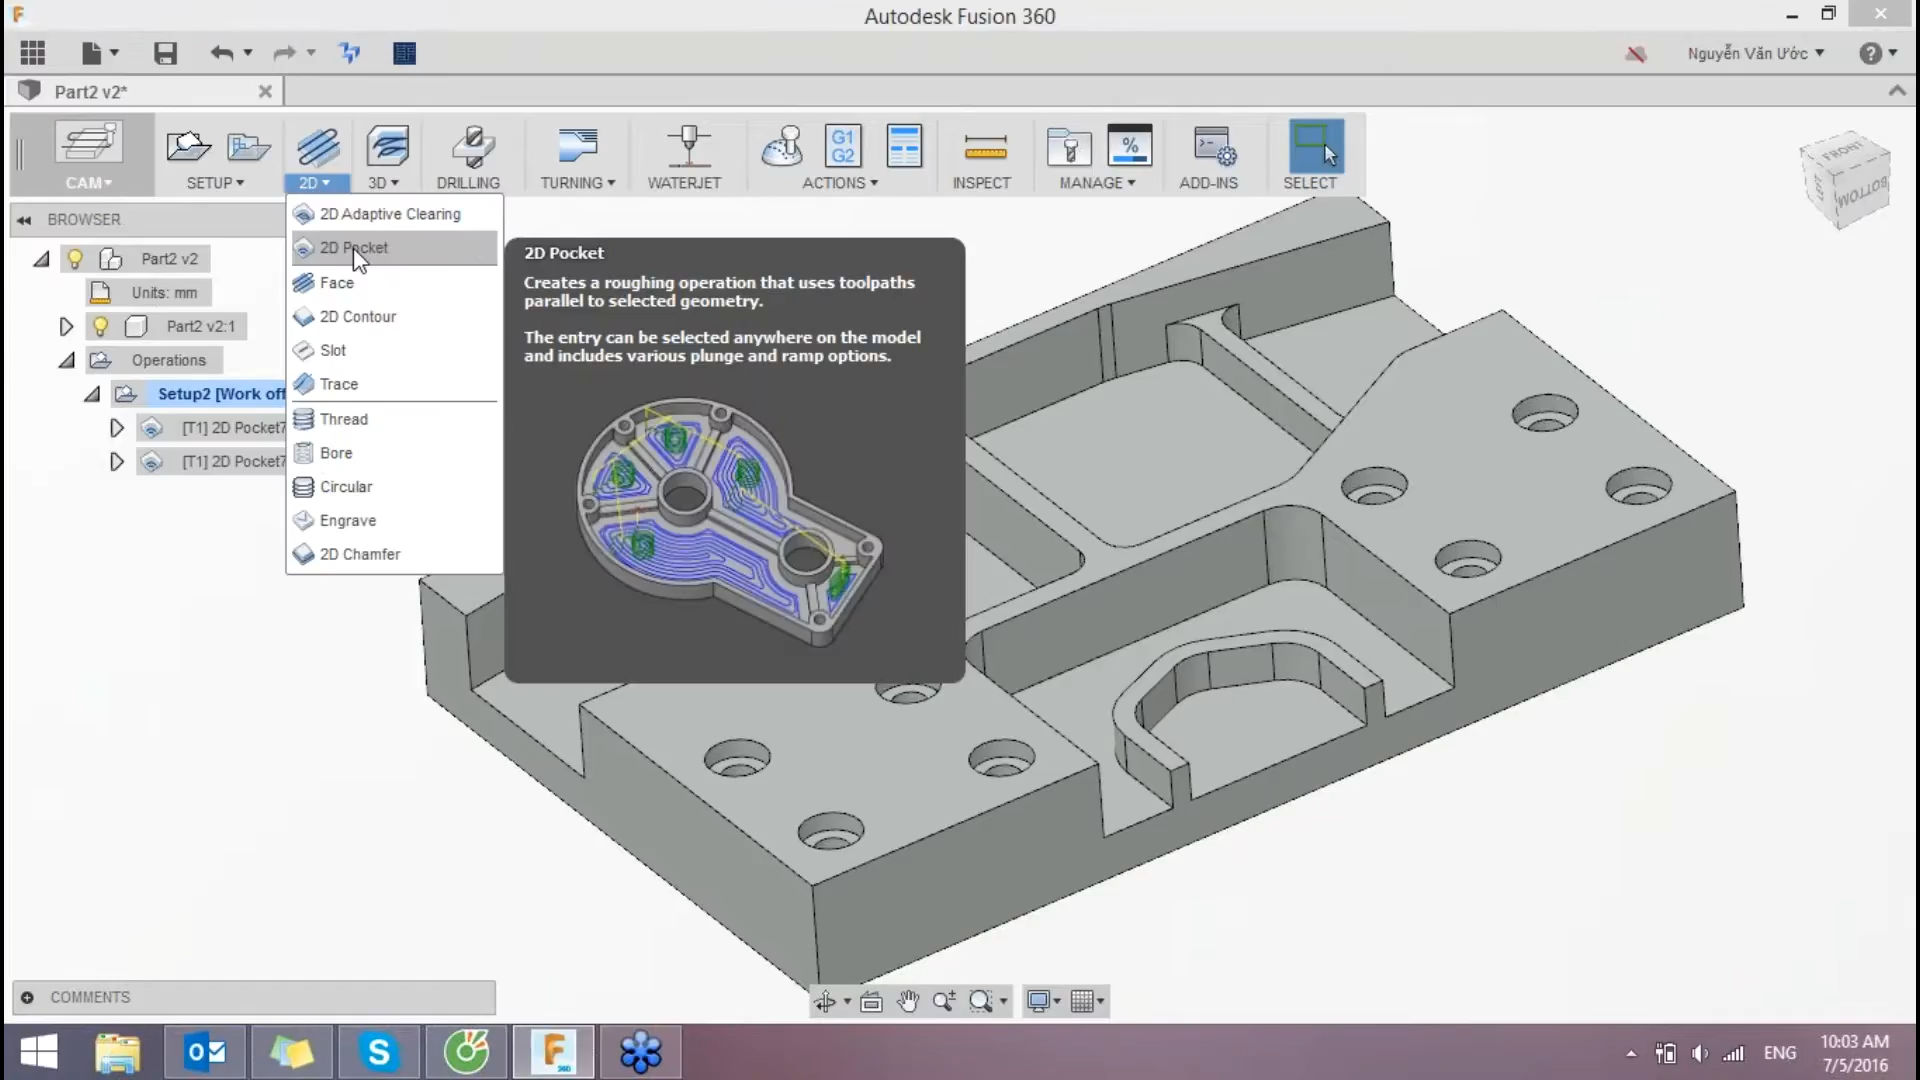 Autodesk Fusion 360
Nguyễn Văn Ước
Part2 v2*
CAM
SETUP
2D
3D
DRILLING
TURNING
WATERJET
G1
G2
ACTIONS
INSPECT
%
MANAGE
ADD-INS
SELECT
FRONT
LEFT
BOTTOM
BROWSER
Part2 v2
Units: mm
Part2 v2:1
Operations
Setup2 [Work off
[T1] 2D Pocket7
[T1] 2D Pocket7
2D Adaptive Clearing
2D Pocket
Face
2D Contour
Slot
Trace
Thread
Bore
Circular
Engrave
2D Chamfer
2D Pocket
Creates a roughing operation that uses toolpaths
parallel to selected geometry.
The entry can be selected anywhere on the model
and includes various plunge and ramp options.
COMMENTS
ENG
10:03 AM
7/5/2016